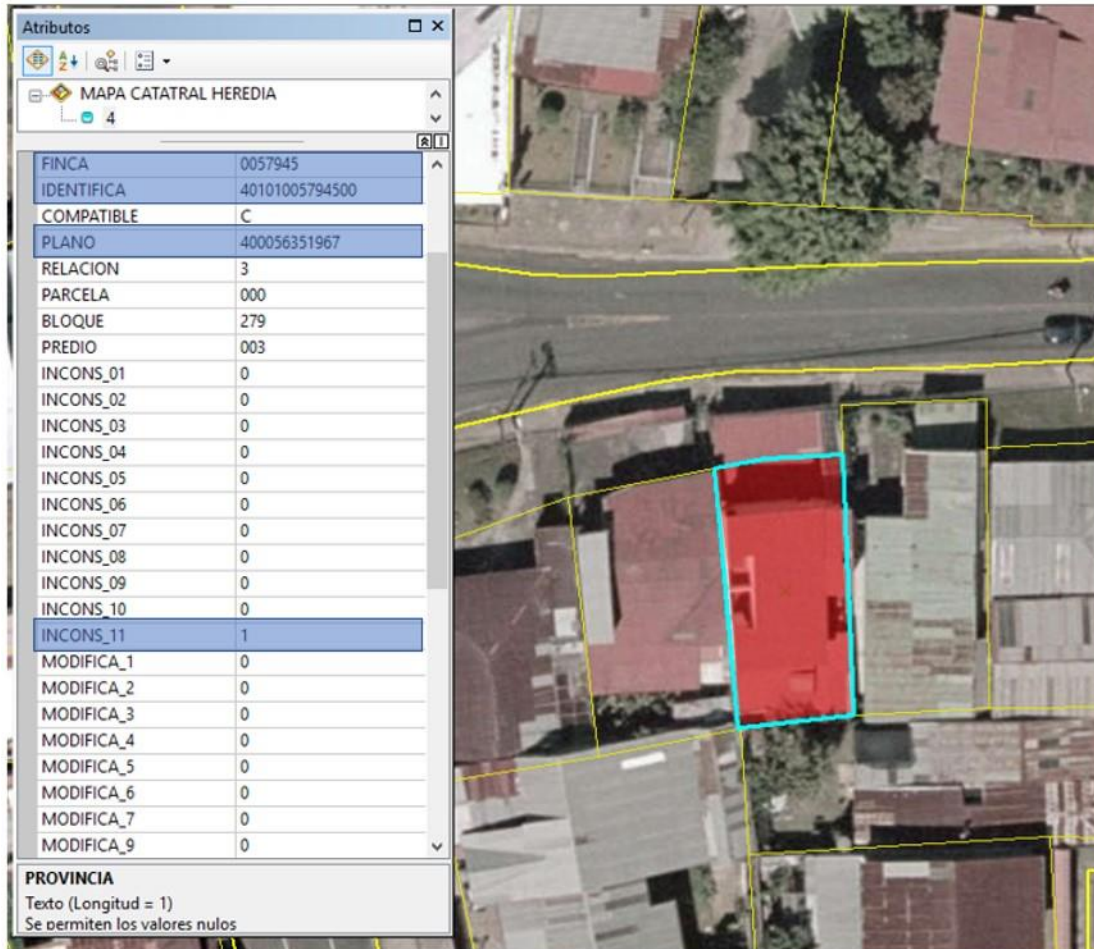 Atributos
MAPA CATATRAL HEREDIA
4
FINCA 0057945
IDENTIFICA 40101005794500
COMPATIBLE C
PLANO 400056351967
RELACION 3
PARCELA 000
BLOQUE 279
PREDIO 003
INCONS_01 0
INCONS_02 0
INCONS_03 0
INCONS_04 0
INCONS_05 0
INCONS_06 0
INCONS_07 0
INCONS_08 0
INCONS_09 0
INCONS_10 0
INCONS_11 1
MODIFICA_1 0
MODIFICA_2 0
MODIFICA_3 0
MODIFICA_4 0
MODIFICA_5 0
MODIFICA_6 0
MODIFICA_7 0
MODIFICA_9 0
PROVINCIA
Texto (Longitud = 1)
Se permiten los valores nulos